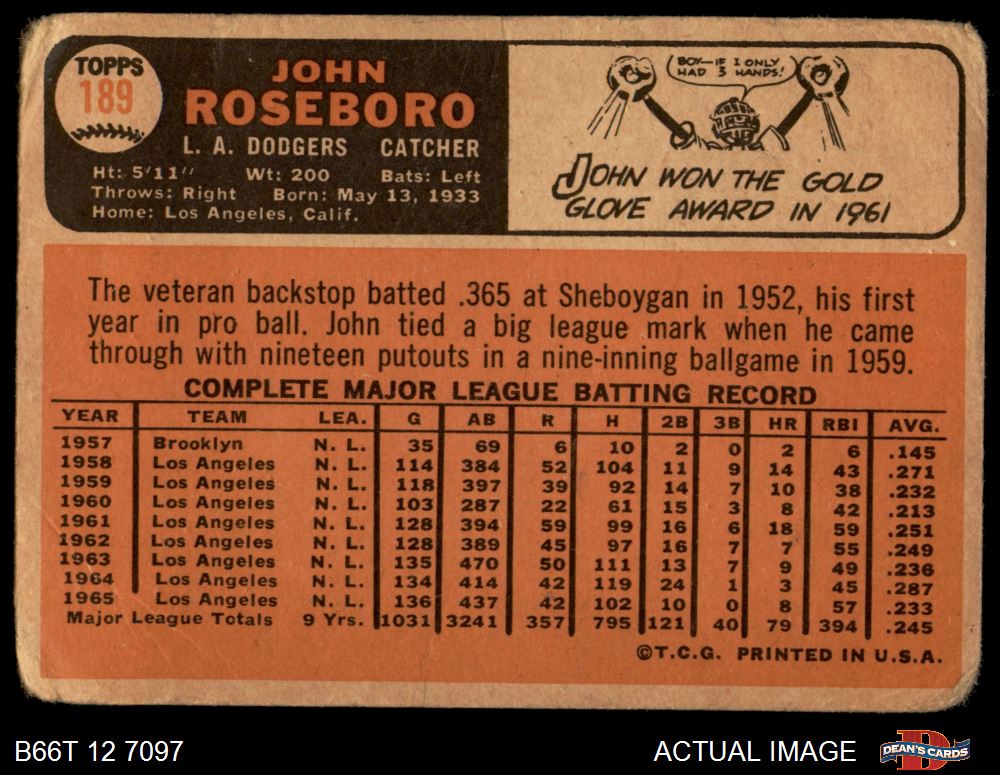 TOPPS
189
JOHN
ROSEBORO
L. A. DODGERS CATCHER
Ht: 5'11" Wt: 200 Bats: Left
Throws: Right Born: May 13, 1933
Home: Los Angeles, Calif.
BOY—IF I ONLY
HAD 3 HANDS!
JOHN WON THE GOLD
GLOVE AWARD IN 1961
The veteran backstop batted .365 at Sheboygan in 1952, his first
year in pro ball. John tied a big league mark when he came
through with nineteen putouts in a nine-inning ballgame in 1959.
COMPLETE MAJOR LEAGUE BATTING RECORD
YEAR TEAM LEA. G AB R H 2B 3B HR RBI AVG.
1957 Brooklyn N. L. 35 69 6 10 2 0 2 6 .145
1958 Los Angeles N. L. 114 384 52 104 11 9 14 43 .271
1959 Los Angeles N. L. 118 397 39 92 14 7 10 38 .232
1960 Los Angeles N. L. 103 287 22 61 15 3 8 42 .213
1961 Los Angeles N. L. 128 394 59 99 16 6 18 59 .251
1962 Los Angeles N. L. 128 389 45 97 16 7 7 55 .249
1963 Los Angeles N. L. 135 470 50 111 13 7 9 49 .236
1964 Los Angeles N. L. 134 414 42 119 24 1 3 45 .287
1965 Los Angeles N. L. 136 437 42 102 10 0 8 57 .233
Major League Totals 9 Yrs. 1031 3241 357 795 121 40 79 394 .245
©T.C.G. PRINTED IN U.S.A.
B66T 12 7097
ACTUAL IMAGE
DEAN'S CARDS